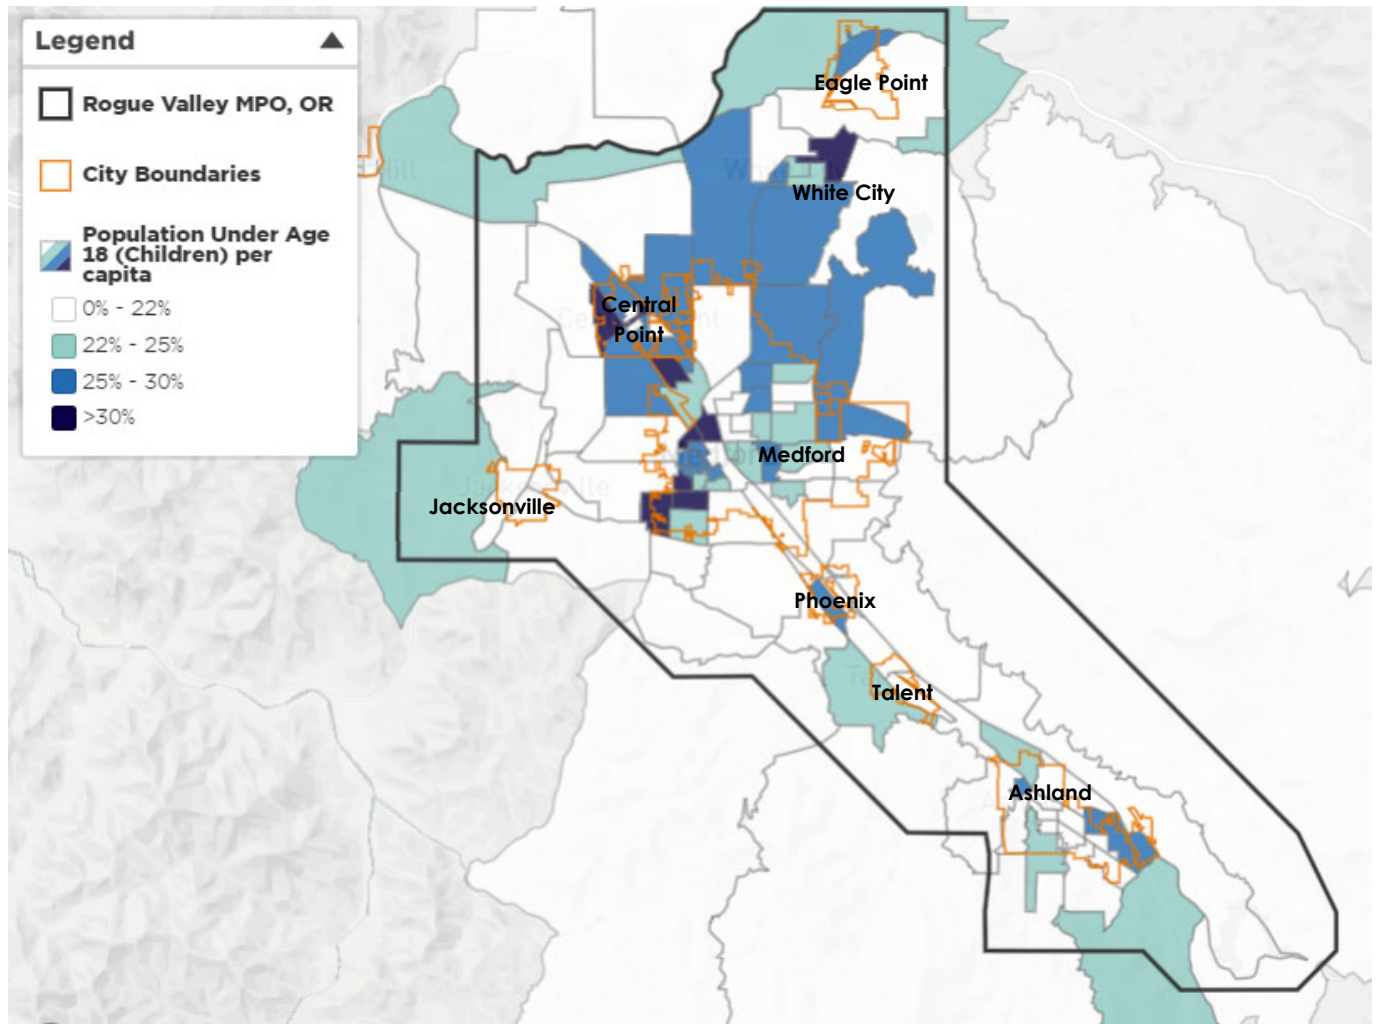 Legend
Rogue Valley MPO, OR
City Boundaries
Population Under Age
18 (Children) per
capita
0% - 22%
22% - 25%
25% - 30%
>30%
Eagle Point
White City
Central
Point
Medford
Jacksonville
Phoenix
Talent
Ashland